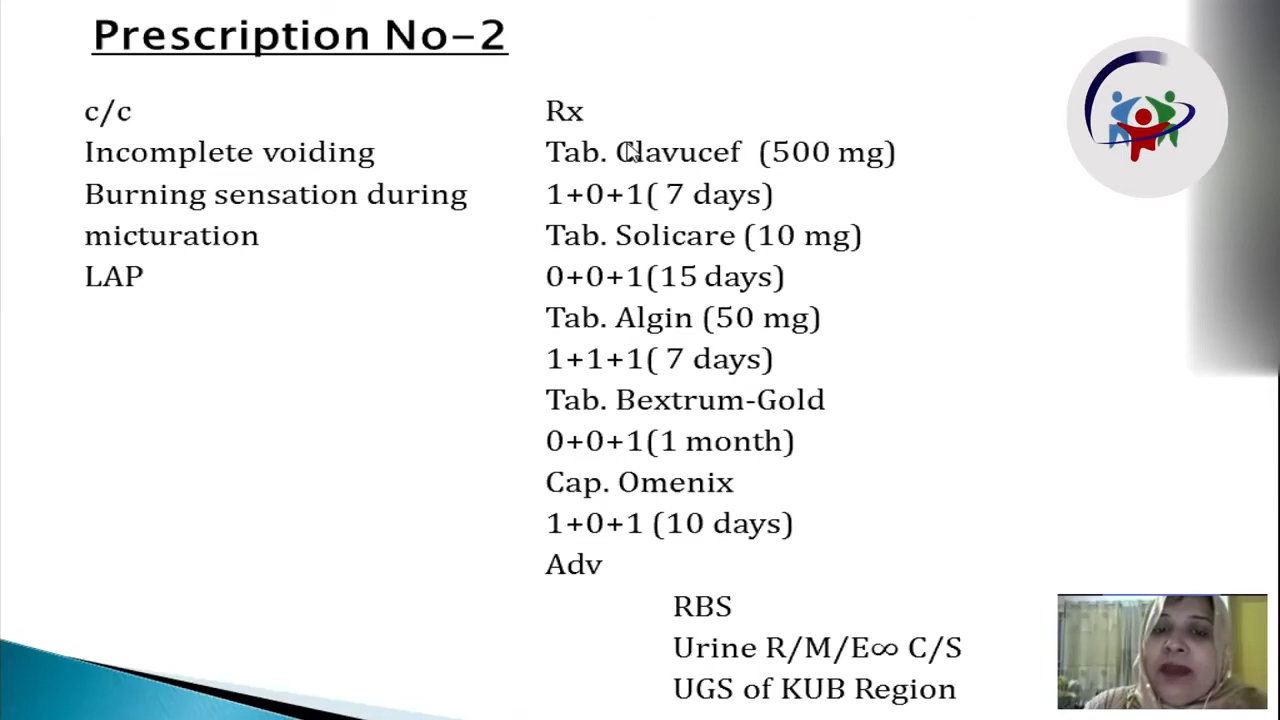 Prescription No-2
c/c
Incomplete voiding
Burning sensation during
micturation
LAP
Rx
Tab. Clavucef (500 mg)
1+0+1( 7 days)
Tab. Solicare (10 mg)
0+0+1(15 days)
Tab. Algin (50 mg)
1+1+1( 7 days)
Tab. Bextrum-Gold
0+0+1(1 month)
Cap. Omenix
1+0+1 (10 days)
Adv
RBS
Urine R/M/E∞ C/S
UGS of KUB Region